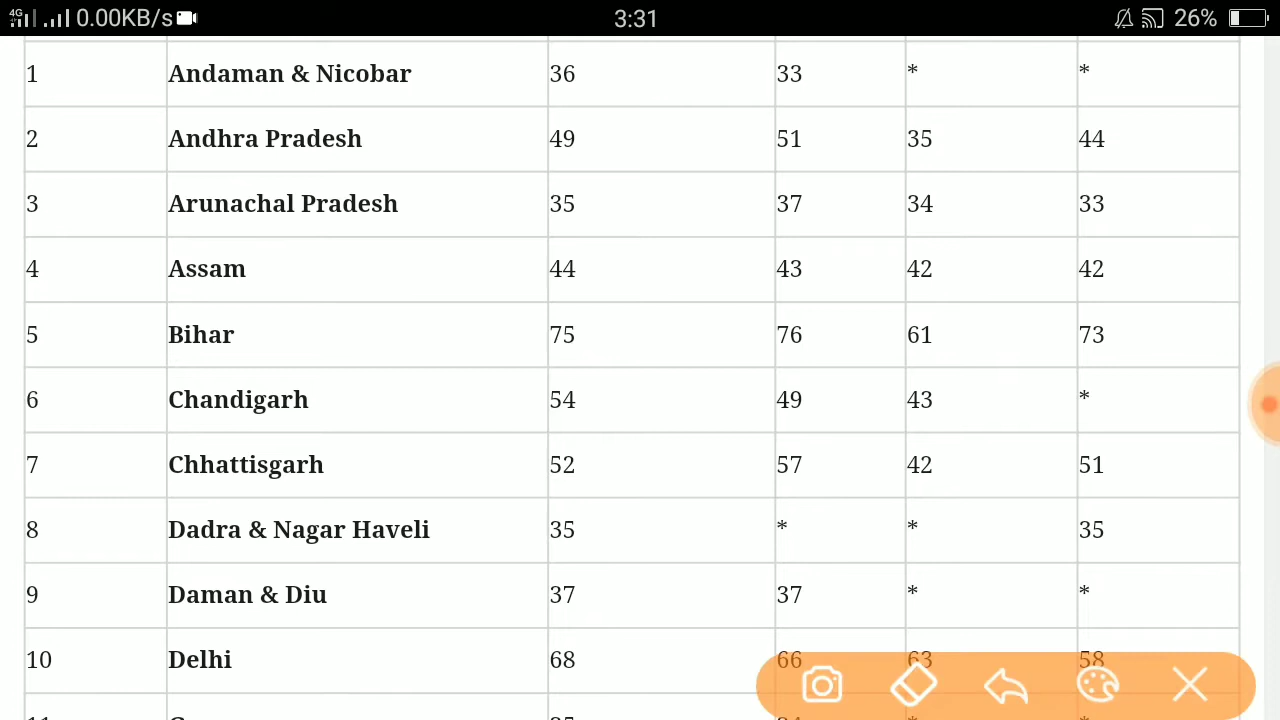 4G 0.00KB/s 3:31 26%
1 Andaman & Nicobar 36 33 * *
2 Andhra Pradesh 49 51 35 44
3 Arunachal Pradesh 35 37 34 33
4 Assam 44 43 42 42
5 Bihar 75 76 61 73
6 Chandigarh 54 49 43 *
7 Chhattisgarh 52 57 42 51
8 Dadra & Nagar Haveli 35 * * 35
9 Daman & Diu 37 37 * *
10 Delhi 68 66 63 58